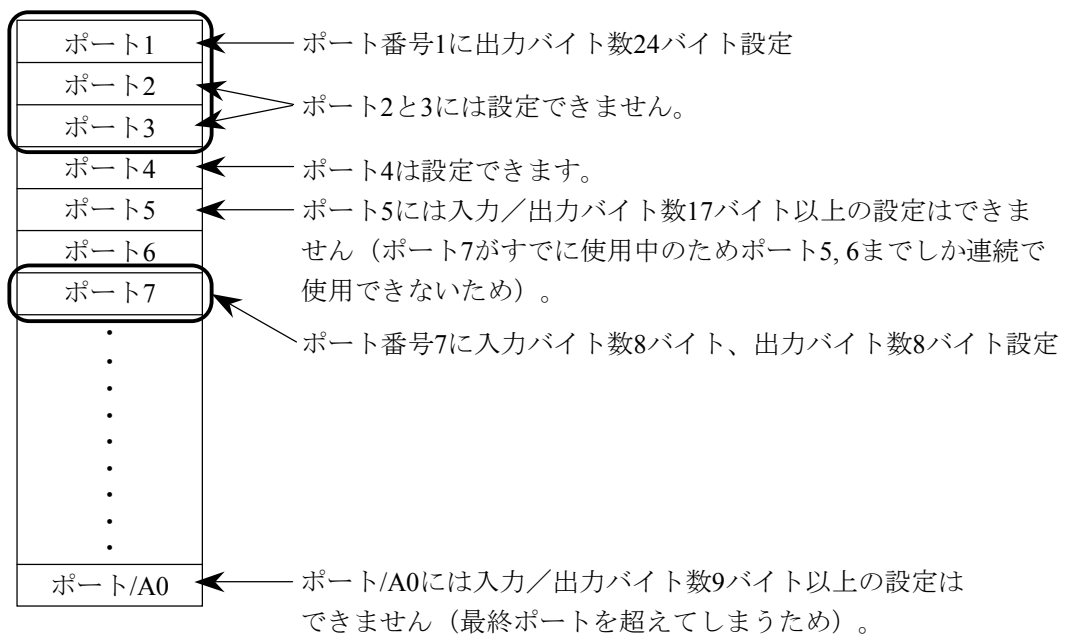 ポート1
ポート番号1に出力バイト数24バイト設定
ポート2
ポート3
ポート2と3には設定できません。
ポート4
ポート4は設定できます。
ポート5
ポート5には入力／出力バイト数17バイト以上の設定はできま
せん（ポート7がすでに使用中のためポート5, 6までしか連続で
使用できないため）。
ポート6
ポート7
ポート番号7に入力バイト数8バイト、出力バイト数8バイト設定
ポート/A0
ポート/A0には入力／出力バイト数9バイト以上の設定は
できません（最終ポートを超えてしまうため）。